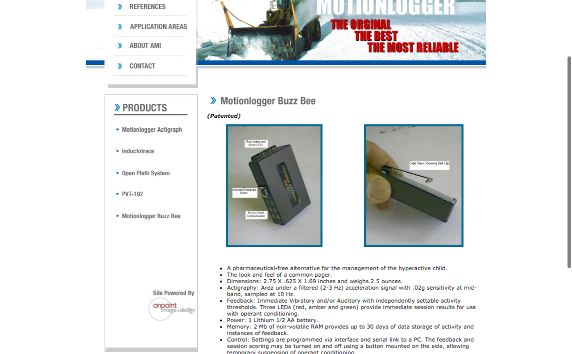 REFERENCES
APPLICATION AREAS
ABOUT AMI
CONTACT
MOTIONLOGGER
THE ORGINAL
THE BEST
THE MOST RELIABLE
PRODUCTS
Motionlogger Actigraph
Inductotrace
Open Pleth System
PVT-192
Motionlogger Buzz Bee
Site Powered By
onpoint
image&design
Motionlogger Buzz Bee
(Patented)
A pharmaceutical-free alternative for the management of the hyperactive child.
The look and feel of a common pager.
Dimensions: 2.75 X .625 X 1.69 inches and weighs 2.5 ounces.
Actigraphy: Area under a filtered (2-3 Hz) acceleration signal with .02g sensitivity at mid-
band, sampled at 10 Hz.
Feedback: Immediate Vibratory and/or Auditory with independently settable activity
thresholds. Three LEDs (red, amber and green) provide immediate session results for use
with operant conditioning.
Power: 1 Lithium 1/2 AA battery.
Memory: 2 Mb of non-volatile RAM provides up to 30 days of data storage of activity and
instances of feedback.
Control: Settings are programmed via interface and serial link to a PC. The feedback and
session scoring may be turned on and off using a button mounted on the side, allowing
temporary suspension of operant conditioning.